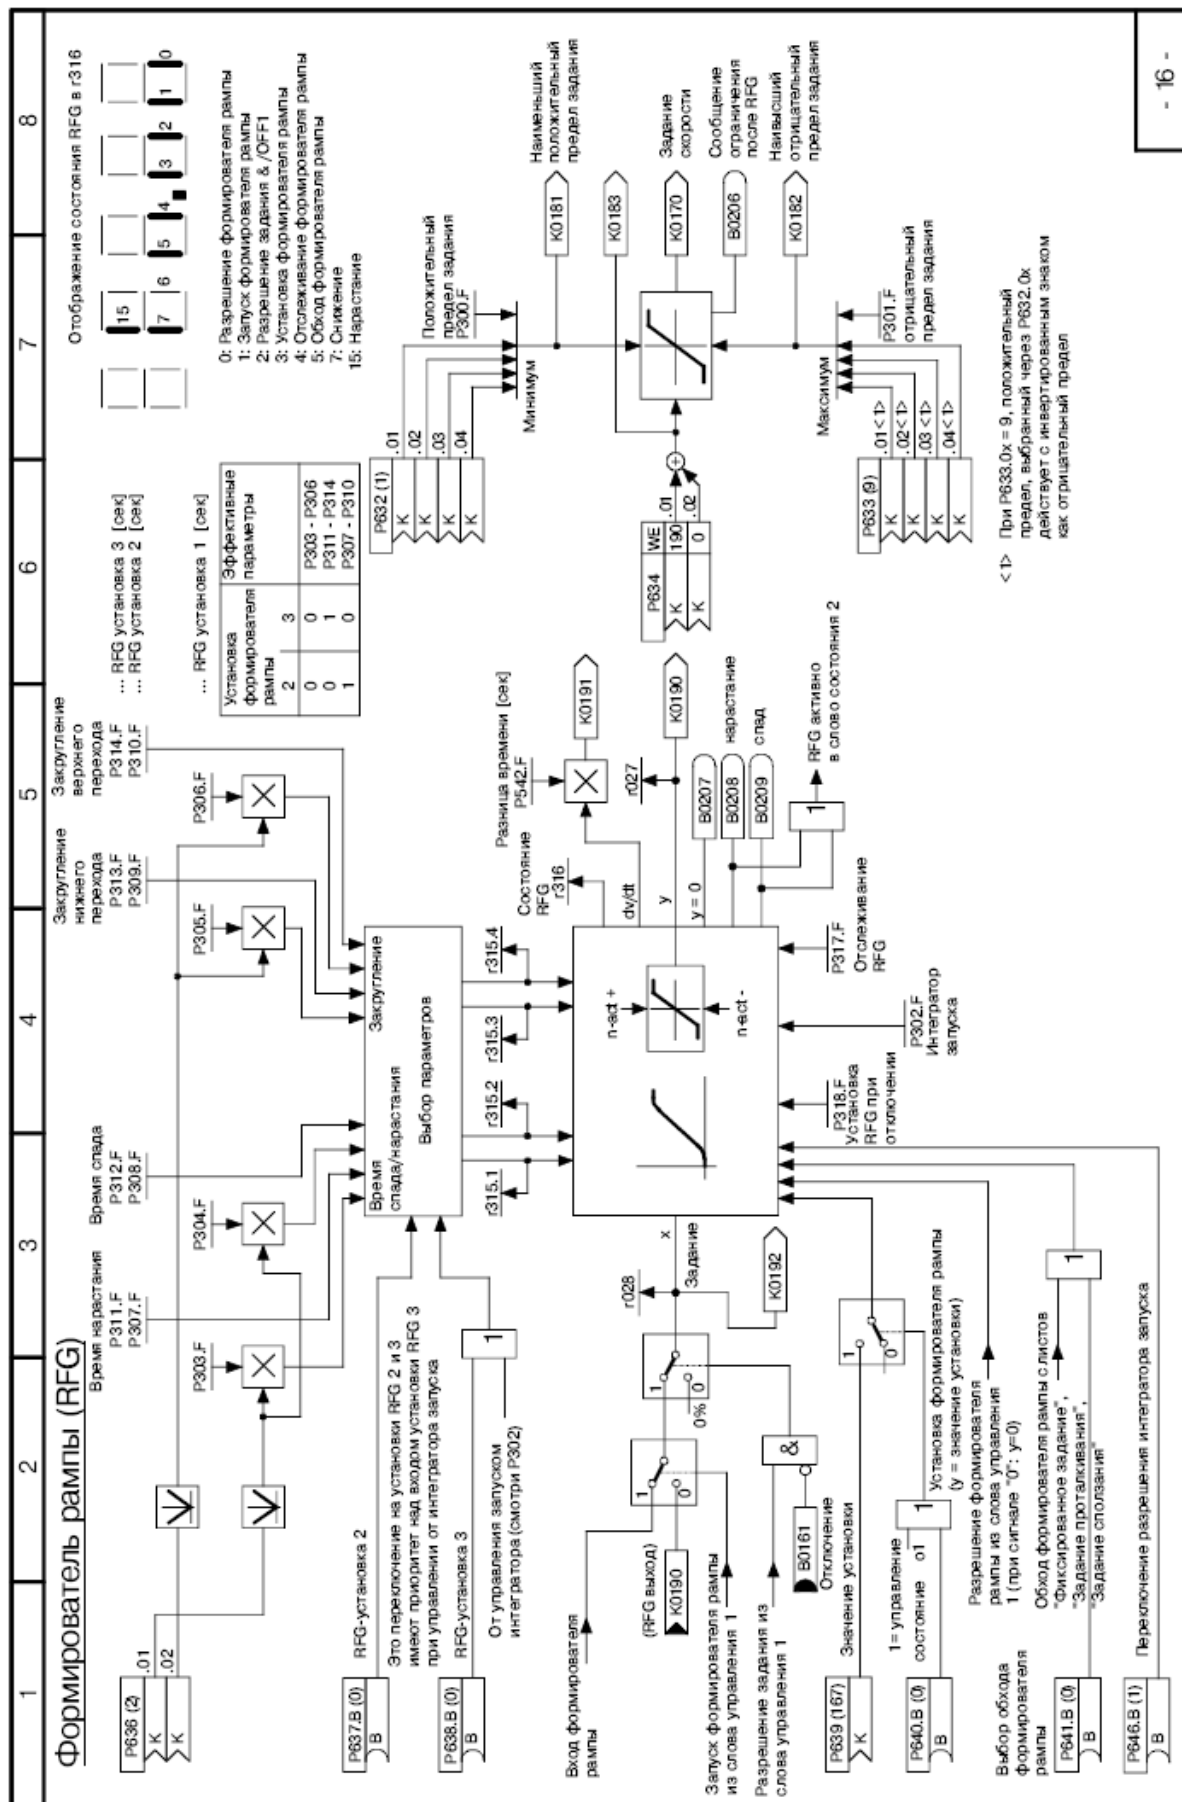 1
2
3
4
5
6
7
8
Формирователь рампы (RFG)
P636 (2)
K
.01
K
.02
Время нарастания
P311.F
P307.F
P303.F
Время спада
P312.F
P308.F
P304.F
Закругление
нижнего
перехода
P313.F
P309.F
P305.F
Закругление
верхнего
перехода
P314.F
P310.F
P306.F
... RFG установка 3 [сек]
... RFG установка 2 [сек]
... RFG установка 1 [сек]
Отображение состояния RFG в r316
15
7
6
5
4
3
2
1
0
0: Разрешение формирователя рампы
1: Запуск формирователя рампы
2: Разрешение задания & /OFF1
3: Установка формирователя рампы
4: Отслеживание формирователя рампы
5: Обход формирователя рампы
7: Снижение
15: Нарастание
Установка
формирователя
рампы
2
3
Эффективные
параметры
0
0
P303 - P306
0
1
P311 - P314
1
0
P307 - P310
P637.B (0)
B
RFG-установка 2
Это переключение на установки RFG 2 и 3
имеют приоритет над входом установки RFG 3
при управлении от интегратора запуска
P638.B (0)
B
RFG-установка 3
От управления запуском
интегратора (смотри P302)
1
Время
спада/нарастания
Закругление
Выбор параметров
r315.1
r315.2
r315.3
r315.4
Состояние
RFG
r316
Разница времени [сек]
P542.F
K0191
dv/dt
r027
y
K0190
y = 0
B0207
B0208
нарастание
B0209
спад
1
RFG активно
в слово состояния 2
n-act +
n-act -
P632 (1)
K
.01
K
.02
K
.03
K
.04
Положительный
предел задания
P300.F
Минимум
K0181
Наименьший
положительный
предел задания
K0183
K0170
Задание
скорости
B0206
Сообщение
ограничения
после RFG
K0182
Наивысший
отрицательный
предел задания
P634
WE
K
190
.01
K
0
.02
+
Максимум
P301.F
отрицательный
предел задания
P633 (9)
K
.01<1>
K
.02<1>
K
.03 <1>
K
.04<1>
<1> При P633.0x = 9, положительный
предел, выбранный через P632.0x
действует с инвертированным знаком
как отрицательный предел
Вход формирователя
рампы
(RFG выход)
K0190
1
0
1
0
0%
r028
x
Задание
K0192
Запуск формирователя рампы
из слова управления 1
Разрешение задания из
слова управления 1
&
B0161
Отключение
P639 (167)
K
Значение установки
1
0
1= управление
состояние o1
P640.B (0)
B
1
Установка формирователя рампы
(y = значение установки)
Разрешение формирователя
рампы из слова управления
1 (при сигнале "0": y=0)
P318.F
Установка
RFG при
отключении
P302.F
Интегратор
запуска
P317.F
Отслеживание
RFG
Выбор обхода
формирователя
рампы
P641.B (0)
B
Обход формирователя рампы с листов
"Фиксированное задание",
"Задание проталкивания",
"Задание сползания"
1
P646.B (1)
B
Переключение разрешения интегратора запуска
- 16 -